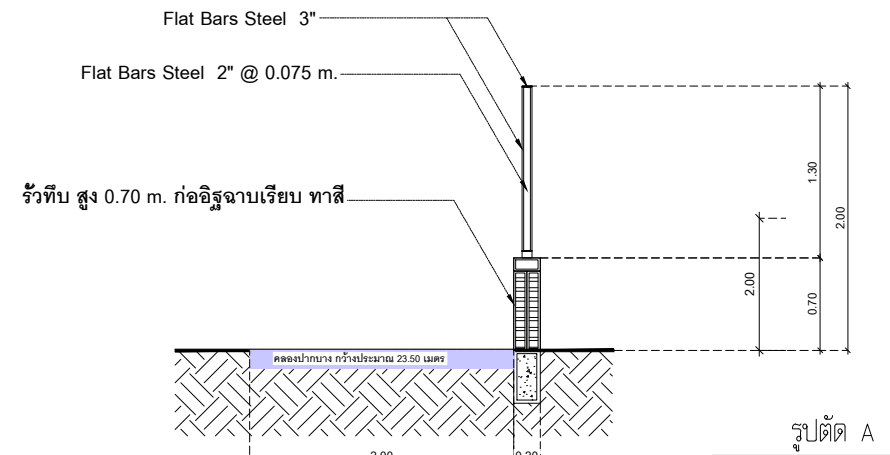 Flat Bars Steel 3"
Flat Bars Steel 2" @ 0.075 m.
รั้วทึบ สูง 0.70 m. ก่ออิฐฉาบเรียบ ทาสี
1.30
2.00
2.00
0.70
คลองปากบาง กว้างประมาณ 23.50 เมตร
รูปตัด A